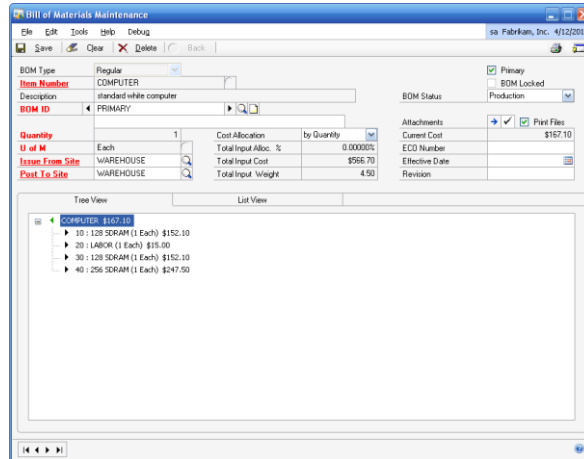 Bill of Materials Maintenance
File Edit Tools Help Debug
sa Fabrikam, Inc. 4/12/201
Save Clear Delete Back
BOM Type Regular Primary
Item Number COMPUTER BOM Locked
Description standard white computer BOM Status Production
BOM ID PRIMARY
Attachments Print Files
Quantity 1 Cost Allocation by Quantity Current Cost $167.10
U of M Each Total Input Alloc. % 0.00000% ECO Number
Issue From Site WAREHOUSE Total Input Cost $566.70 Effective Date
Post To Site WAREHOUSE Total Input Weight 4.50 Revision
Tree View List View
COMPUTER $167.10
10 : 128 SDRAM (1 Each) $152.10
20 : LABOR (1 Each) $15.00
30 : 128 SDRAM (1 Each) $152.10
40 : 256 SDRAM (1 Each) $247.50